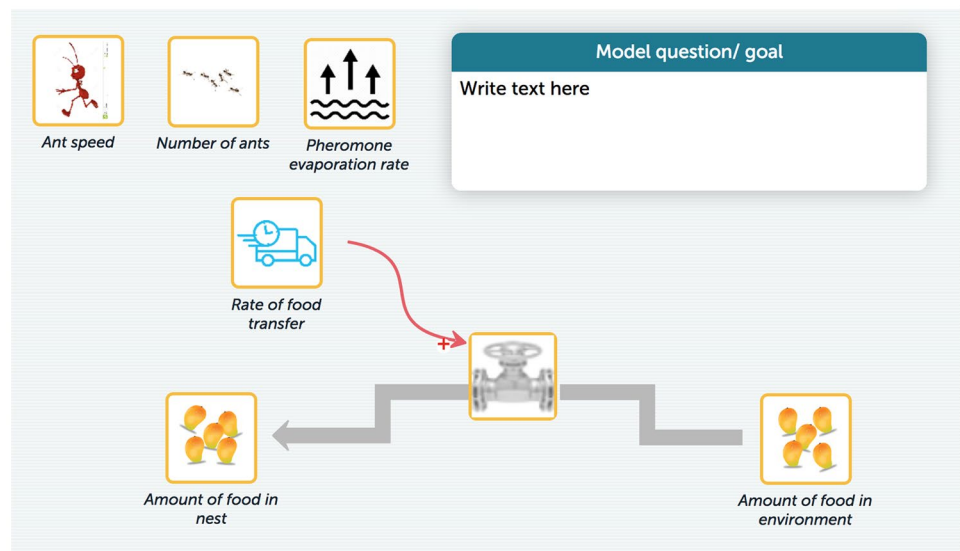 Model question/ goal
Write text here
Ant speed
Number of ants
Pheromone
evaporation rate
Rate of food
transfer
+
Amount of food in
nest
Amount of food in
environment